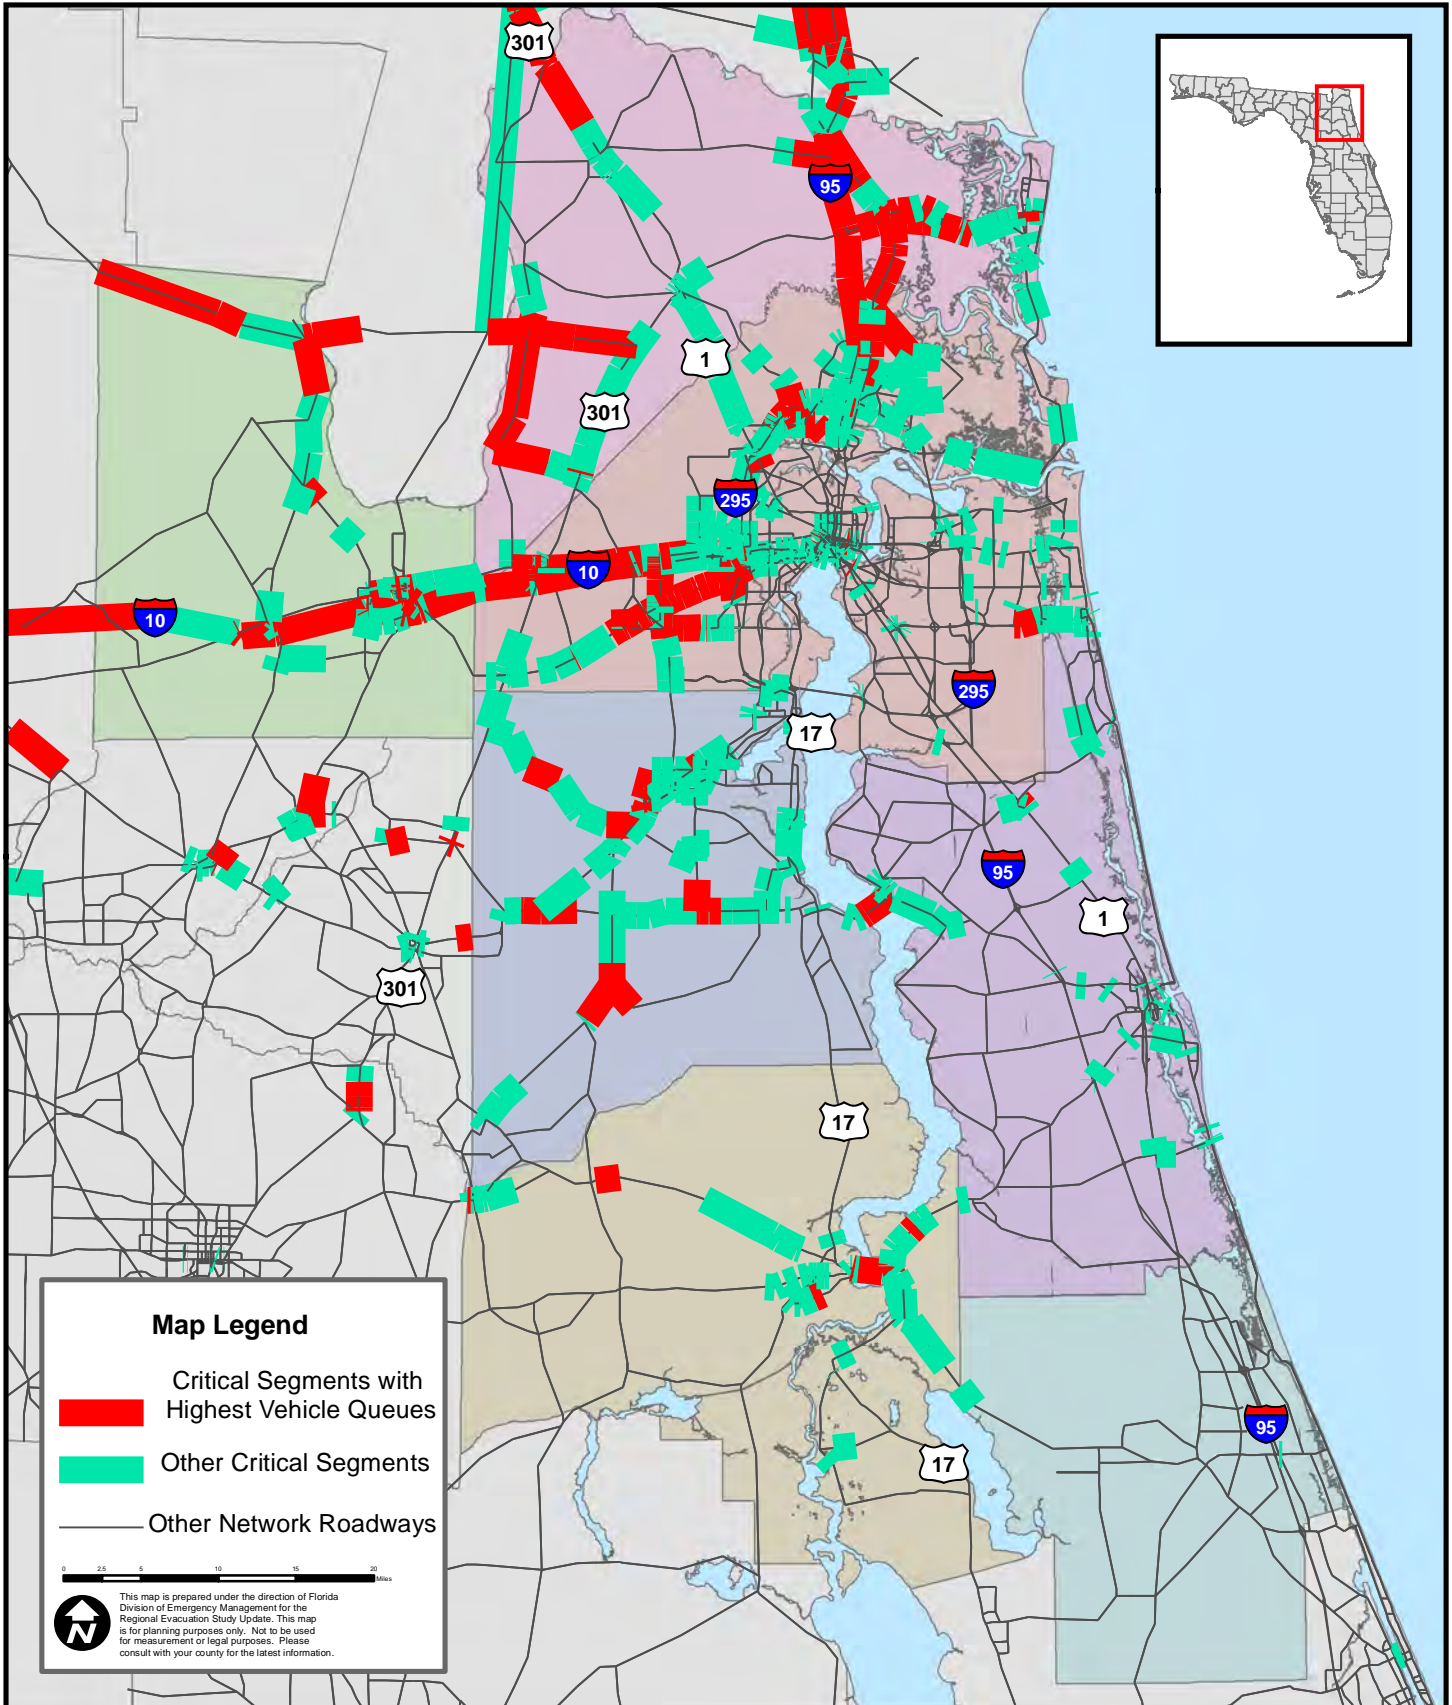 301
95
1
301
295
10
10
295
17
95
1
301
17
95
17
Map Legend
Critical Segments with
Highest Vehicle Queues
Other Critical Segments
Other Network Roadways
0 2.5 5 10 15 20
Miles
This map is prepared under the direction of Florida
Division of Emergency Management for the
Regional Evacuation Study Update. This map
is for planning purposes only. Not to be used
for measurement or legal purposes. Please
consult with your county for the latest information.
N